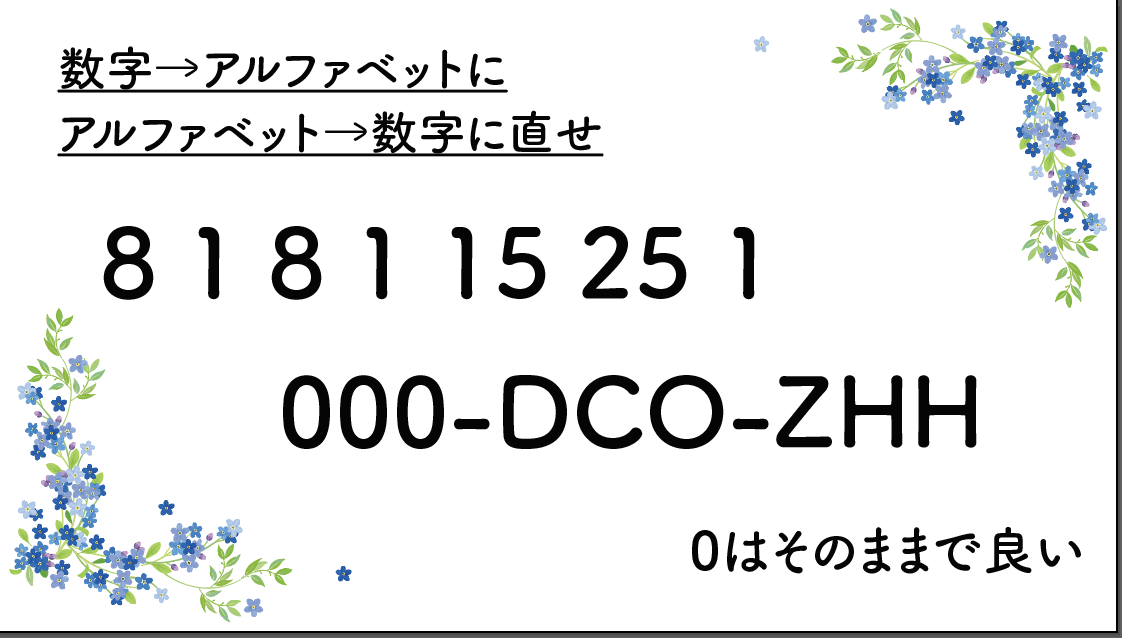 数字→アルファベットに
アルファベット→数字に直せ
8 1 8 1 15 25 1
000-DCO-ZHH
0はそのままで良い